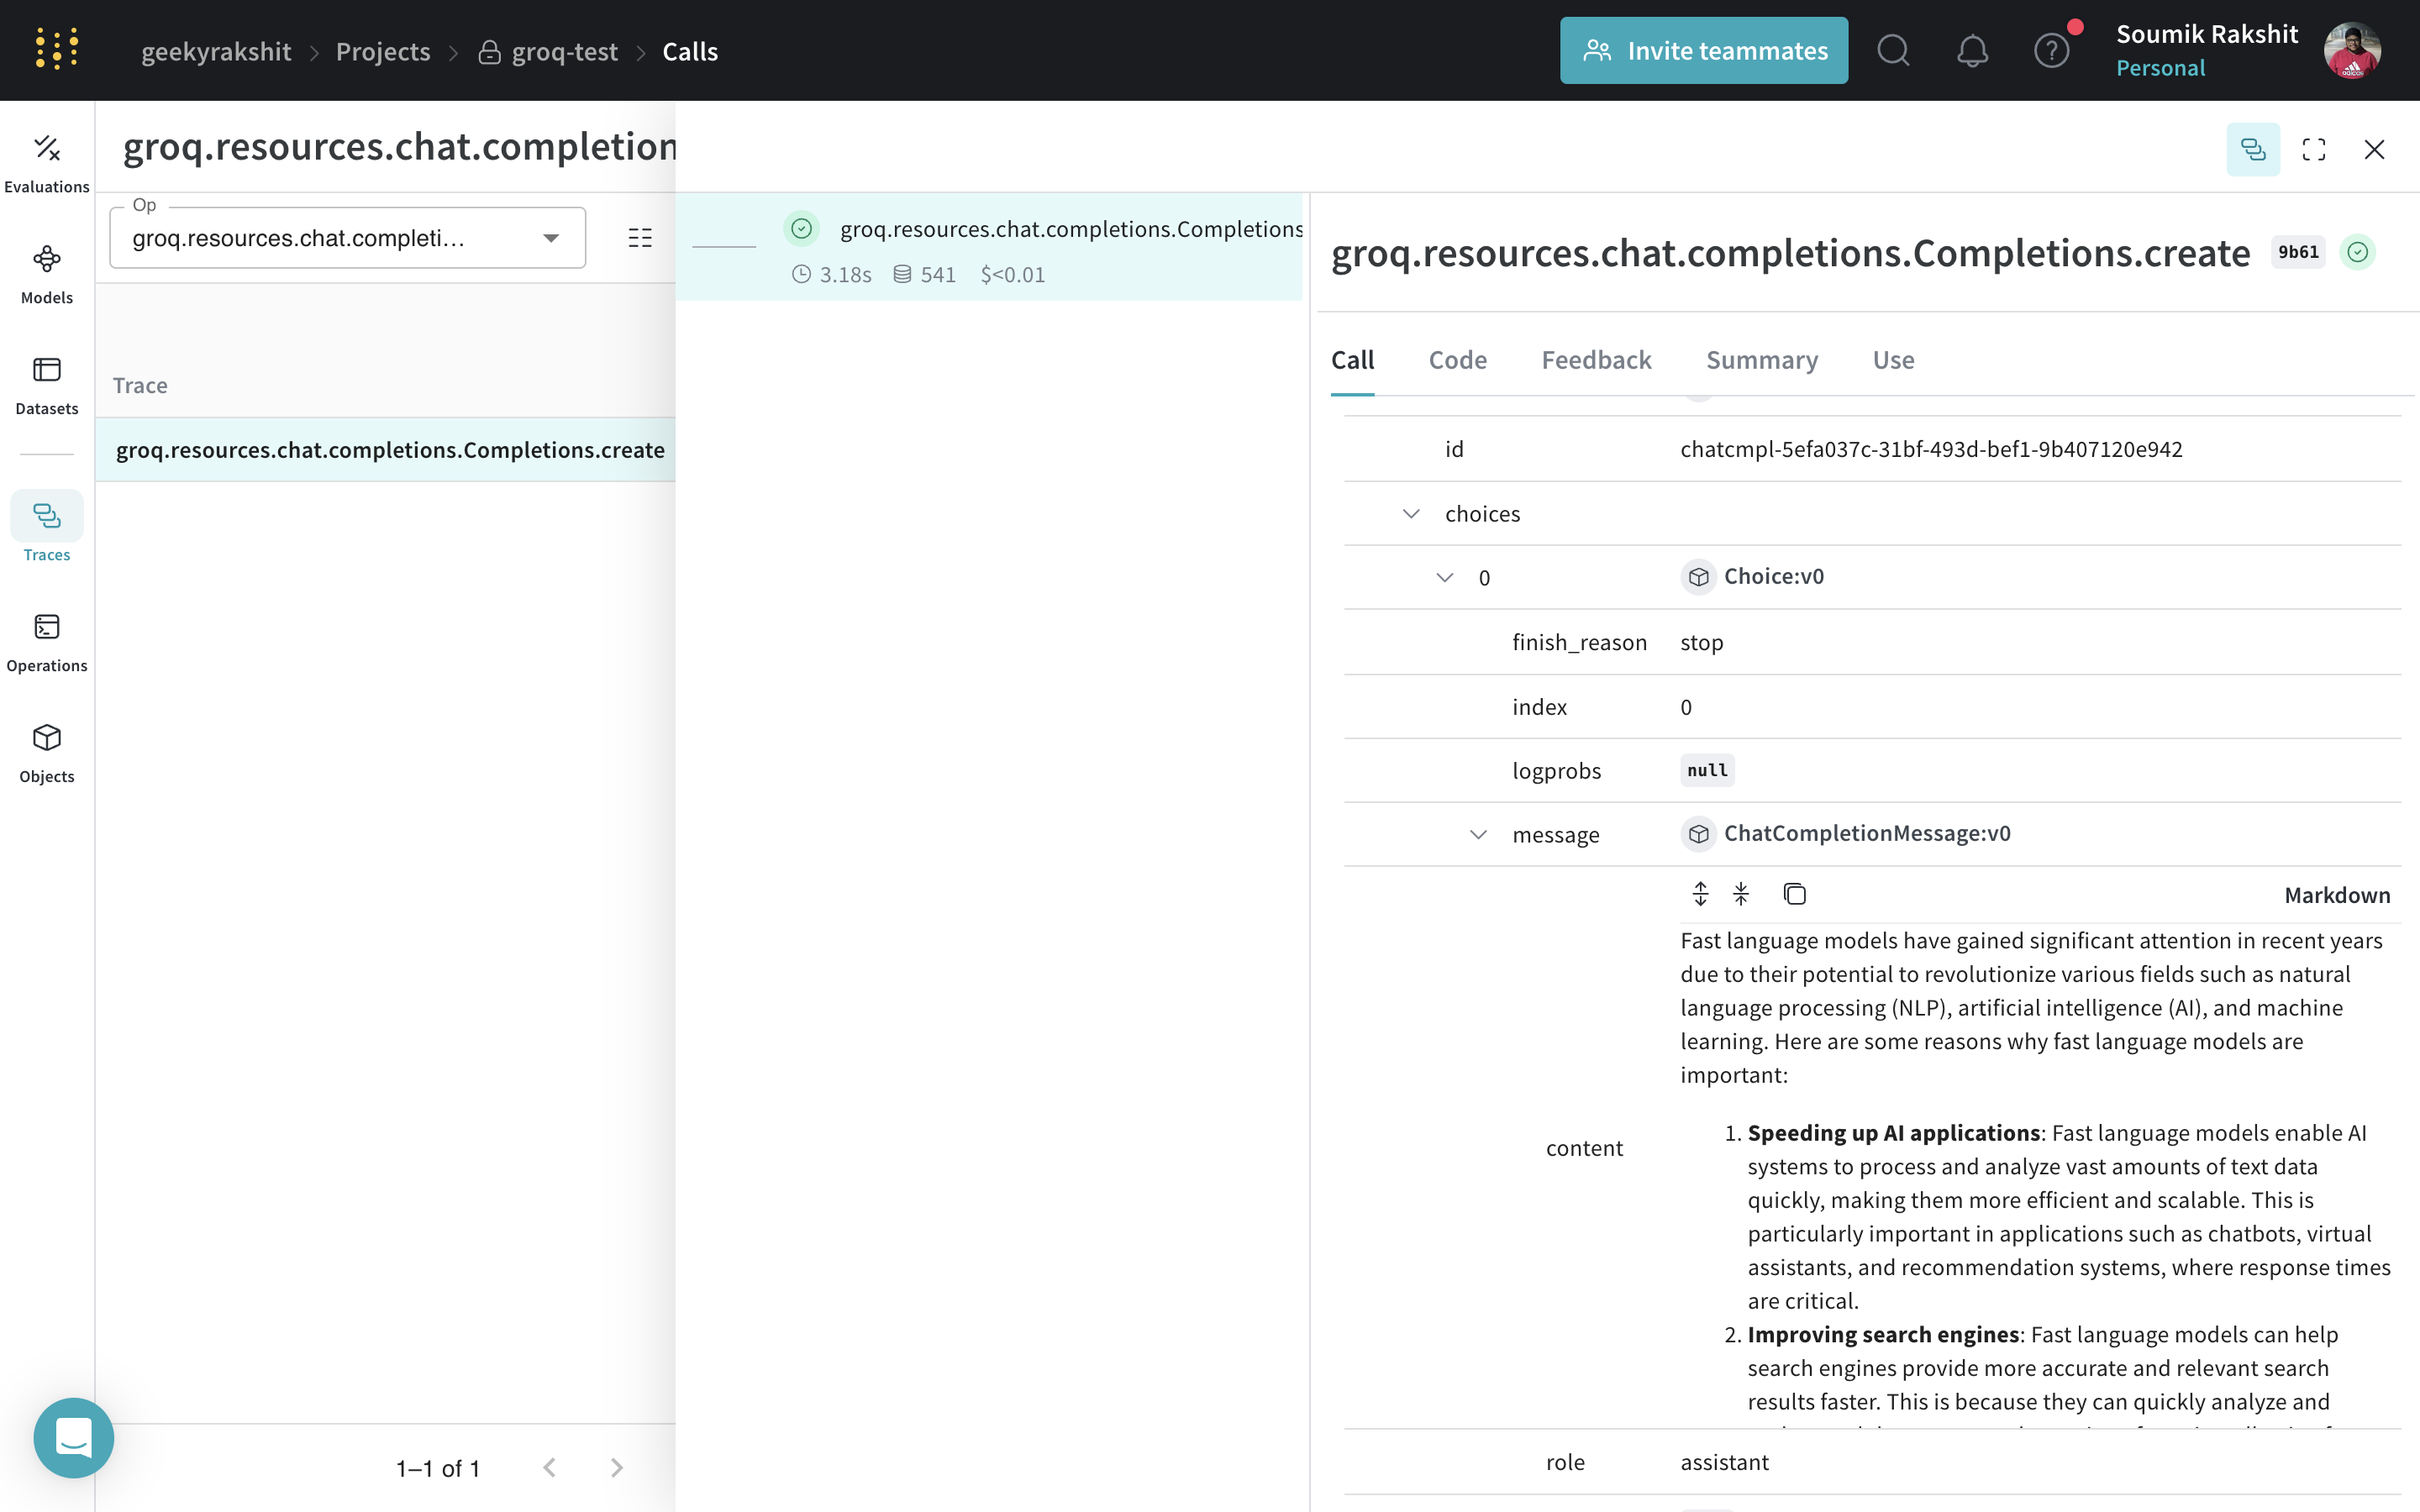 geekyrakshit > Projects > groq-test > Calls
Invite teammates
Soumik Rakshit
Personal
Evaluations
Models
Datasets
Traces
Operations
Objects
groq.resources.chat.completion
Op
groq.resources.chat.completi...
Trace
groq.resources.chat.completions.Completions.create
1–1 of 1
groq.resources.chat.completions.Completions
3.18s 541 $<0.01
groq.resources.chat.completions.Completions.create 9b61
Call Code Feedback Summary Use
id chatcmpl-5efa037c-31bf-493d-bef1-9b407120e942
choices
0 Choice:v0
finish_reason stop
index 0
logprobs null
message ChatCompletionMessage:v0
Markdown
content
Fast language models have gained significant attention in recent years
due to their potential to revolutionize various fields such as natural
language processing (NLP), artificial intelligence (AI), and machine
learning. Here are some reasons why fast language models are
important:
1. Speeding up AI applications: Fast language models enable AI
systems to process and analyze vast amounts of text data
quickly, making them more efficient and scalable. This is
particularly important in applications such as chatbots, virtual
assistants, and recommendation systems, where response times
are critical.
2. Improving search engines: Fast language models can help
search engines provide more accurate and relevant search
results faster. This is because they can quickly analyze and
role assistant